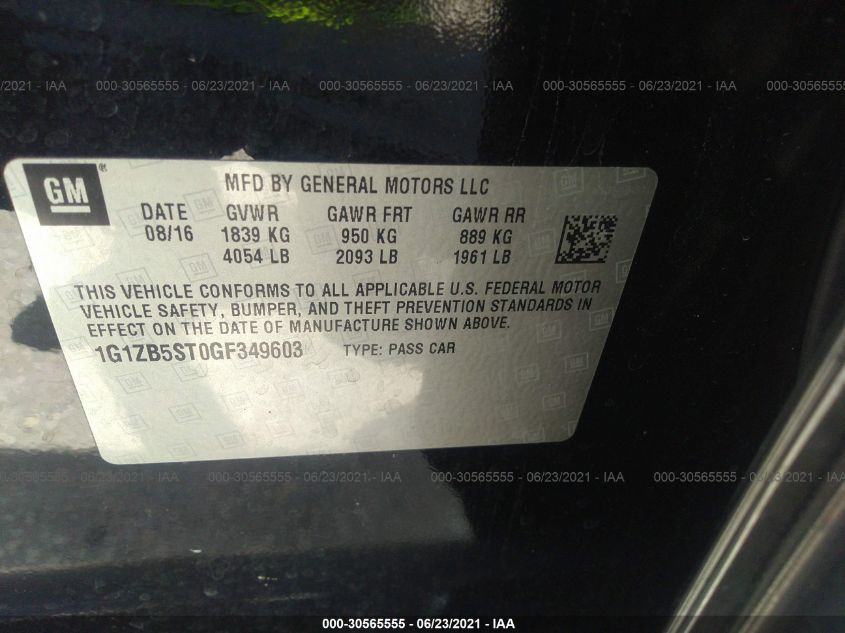 000-30565555 - 06/23/2021 - IAA
GM
®
MFD BY GENERAL MOTORS LLC
DATE GVWR GAWR FRT GAWR RR
08/16 1839 KG 950 KG 889 KG
4054 LB 2093 LB 1961 LB
THIS VEHICLE CONFORMS TO ALL APPLICABLE U.S. FEDERAL MOTOR
VEHICLE SAFETY, BUMPER, AND THEFT PREVENTION STANDARDS IN
EFFECT ON THE DATE OF MANUFACTURE SHOWN ABOVE.
1G1ZB5ST0GF349603 TYPE: PASS CAR
000-30565555 - 06/23/2021 - IAA
000-30565555 - 06/23/2021 - IAA